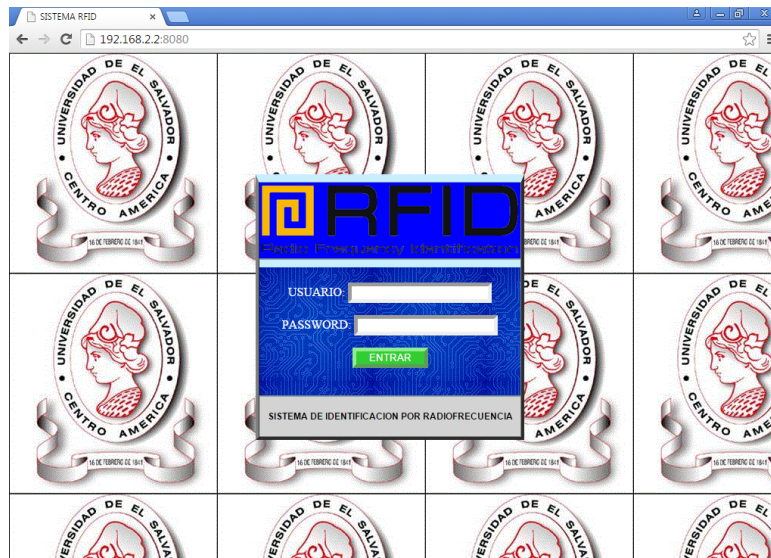 SISTEMA RFID
192.168.2.2:8080
UNIVERSIDAD DE EL SALVADOR
CENTRO AMERICA
16 DE FEBRERO DE 1841
RFID
Radio Frequency Identification
USUARIO:
PASSWORD:
ENTRAR
SISTEMA DE IDENTIFICACION POR RADIOFRECUENCIA